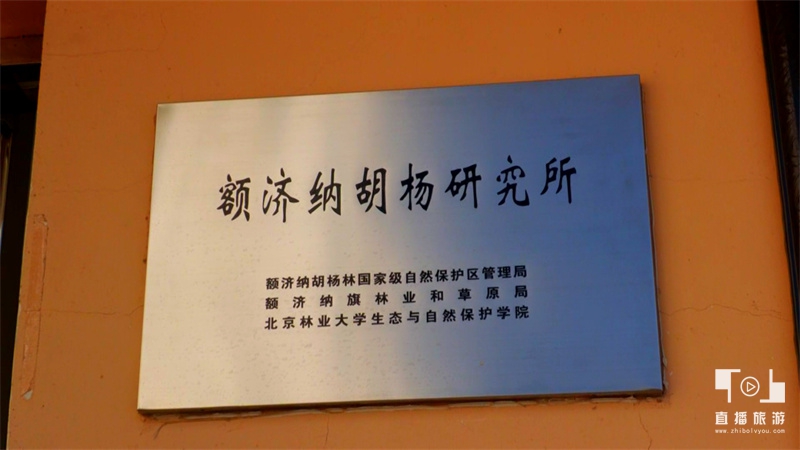 额济纳胡杨研究所
额济纳胡杨林国家级自然保护区管理局
额济纳旗林业和草原局
北京林业大学生态与自然保护学院
直播旅游
www.zhibolvyou.com